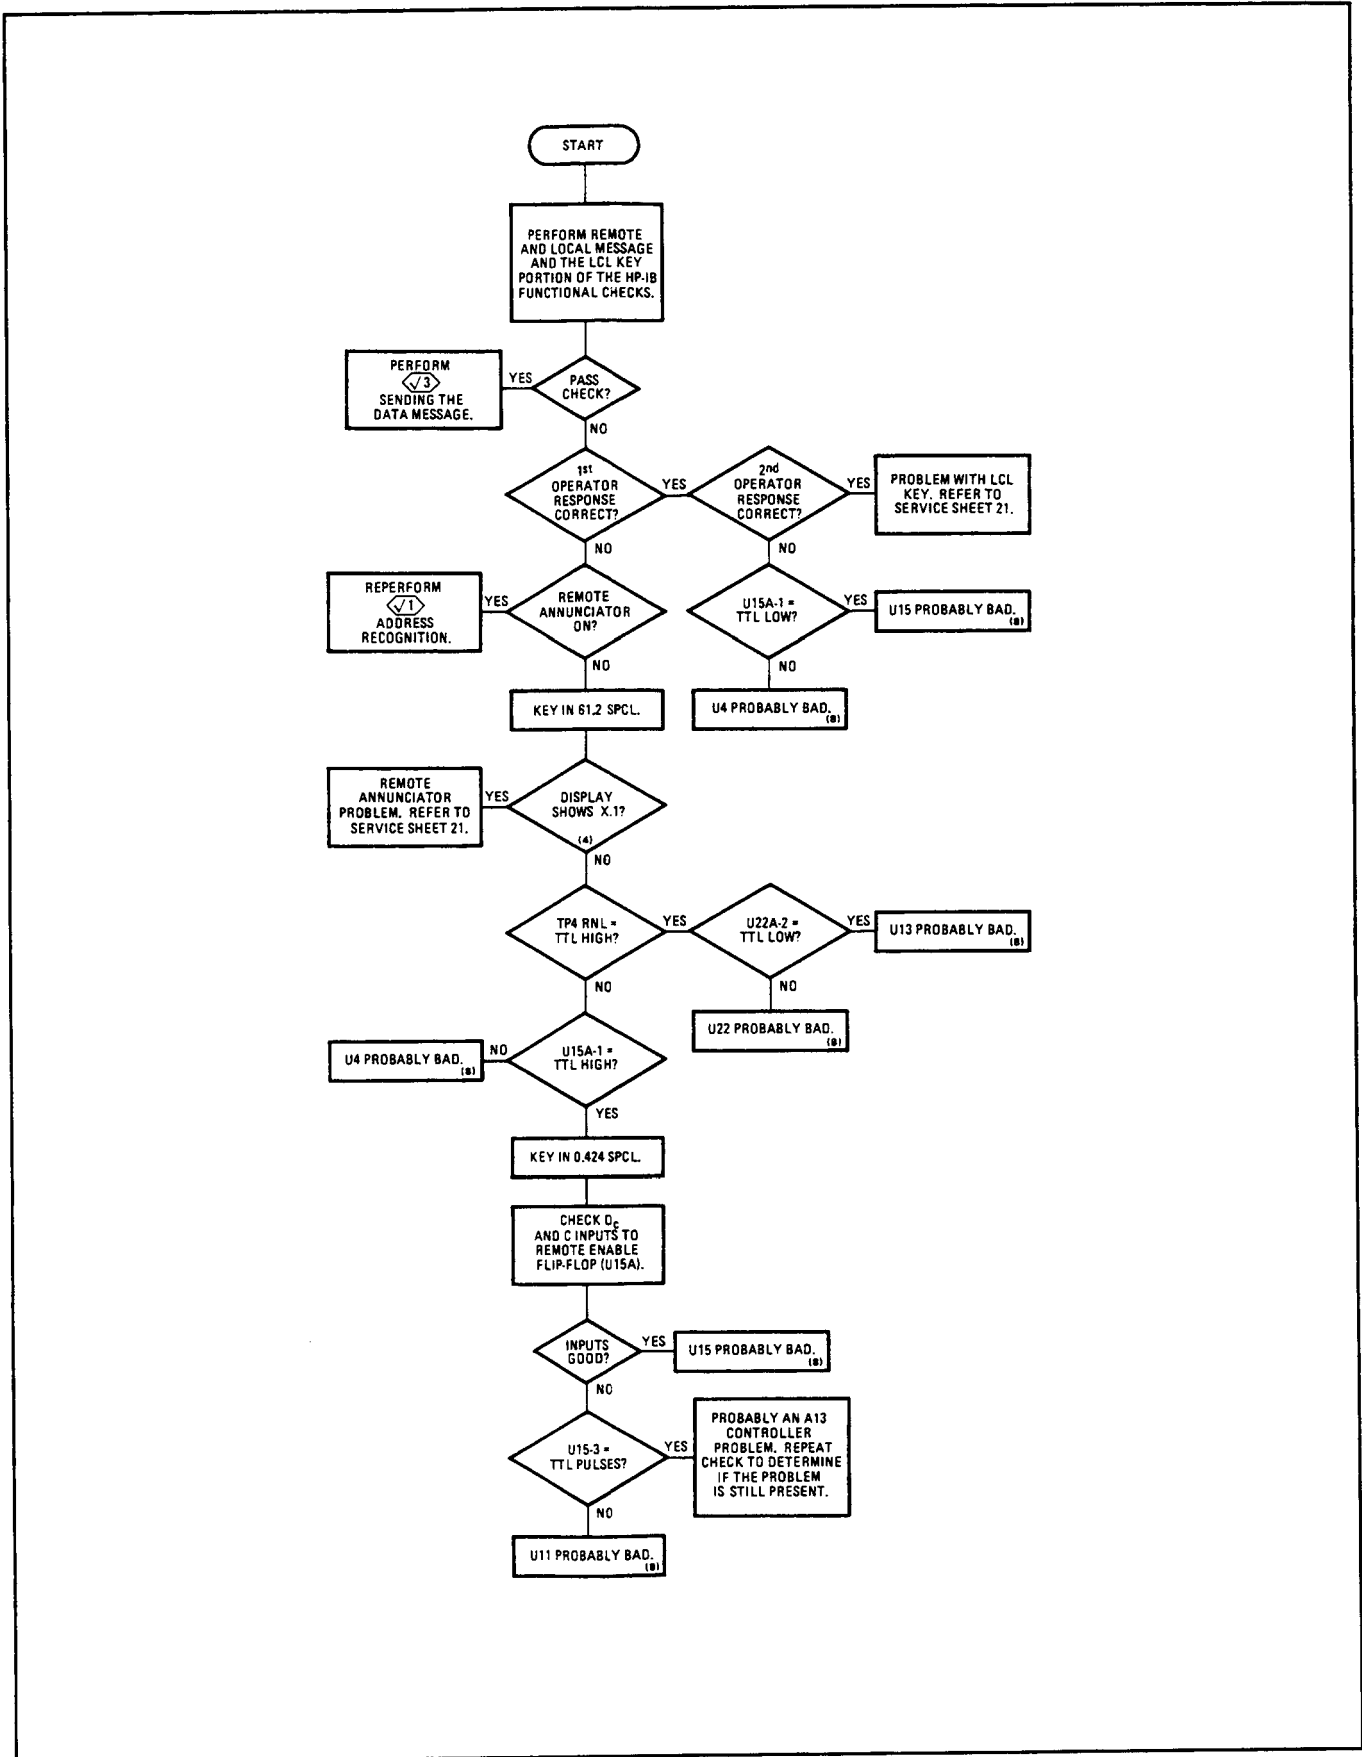 START
PERFORM REMOTE
AND LOCAL MESSAGE
AND THE LCL KEY
PORTION OF THE HP-IB
FUNCTIONAL CHECKS.
PERFORM
√3
SENDING THE
DATA MESSAGE.
YES
PASS
CHECK?
NO
1st
OPERATOR
RESPONSE
CORRECT?
YES
2nd
OPERATOR
RESPONSE
CORRECT?
YES
PROBLEM WITH LCL
KEY. REFER TO
SERVICE SHEET 21.
NO
NO
REPERFORM
√1
ADDRESS
RECOGNITION.
YES
REMOTE
ANNUNCIATOR
ON?
U15A-1 =
TTL LOW?
YES
U15 PROBABLY BAD.
(8)
NO
NO
KEY IN 61.2 SPCL.
U4 PROBABLY BAD.
(8)
REMOTE
ANNUNCIATOR
PROBLEM. REFER TO
SERVICE SHEET 21.
YES
DISPLAY
SHOWS X.1?
(4)
NO
TP4 RNL =
TTL HIGH?
YES
U22A-2 =
TTL LOW?
YES
U13 PROBABLY BAD.
(8)
NO
NO
U22 PROBABLY BAD.
(8)
U4 PROBABLY BAD.
(8)
NO
U15A-1 =
TTL HIGH?
YES
KEY IN 0.424 SPCL.
CHECK DC
AND C INPUTS TO
REMOTE ENABLE
FLIP-FLOP (U15A).
INPUTS
GOOD?
YES
U15 PROBABLY BAD.
(8)
NO
U15-3 =
TTL PULSES?
YES
PROBABLY AN A13
CONTROLLER
PROBLEM. REPEAT
CHECK TO DETERMINE
IF THE PROBLEM
IS STILL PRESENT.
NO
U11 PROBABLY BAD.
(8)